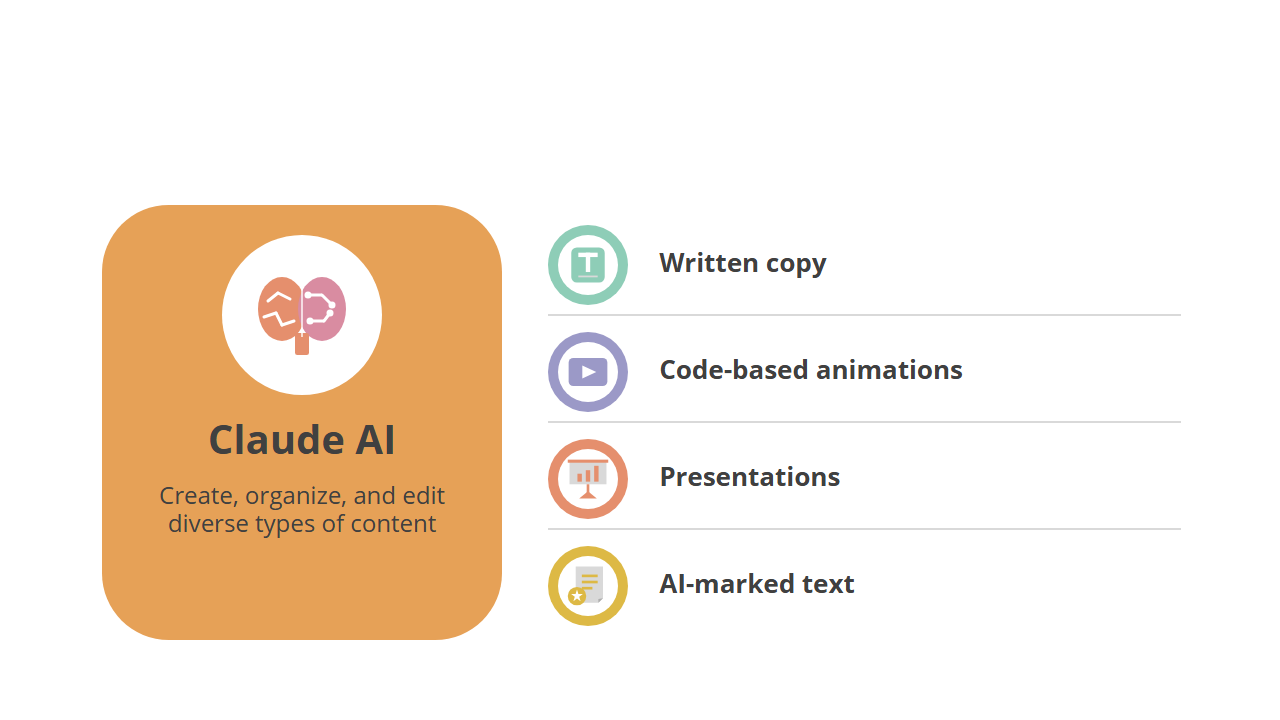 Claude AI
Create, organize, and edit
diverse types of content
Written copy
Code-based animations
Presentations
AI-marked text